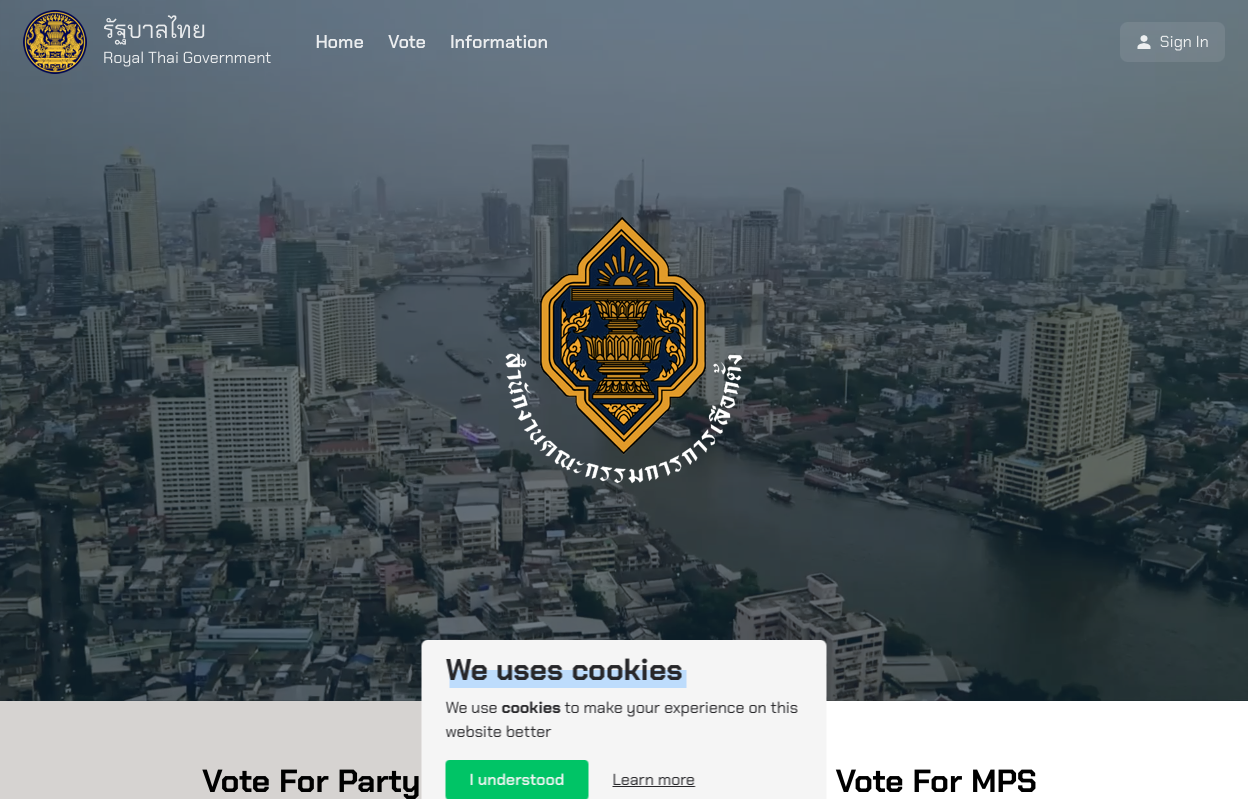 รัฐบาลไทย
Royal Thai Government
Home Vote Information
Sign In
สำนักงานคณะกรรมการการเลือกตั้ง
We uses cookies
We use cookies to make your experience on this
website better
I understood Learn more
Vote For Party
Vote For MPS